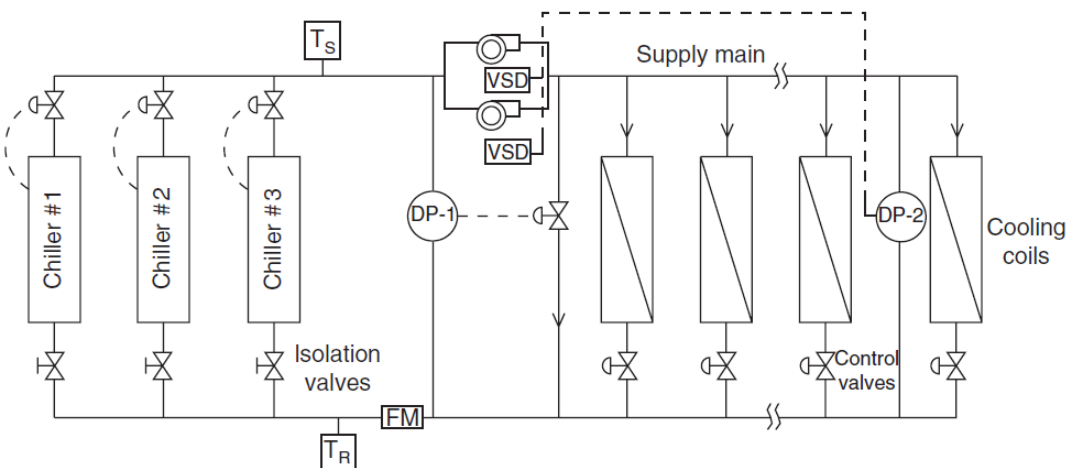 TS
VSD
Supply main
VSD
Chiller #1
Chiller #2
Chiller #3
DP-1
DP-2
Cooling
coils
Isolation
valves
Control
valves
FM
TR